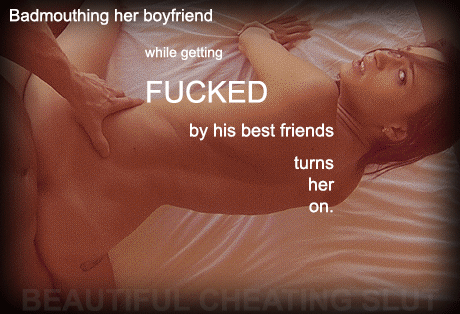 Badmouthing her boyfriend
while getting
FUCKED
by his best friends
turns
her
on.
BEAUTIFUL CHEATING SLUT